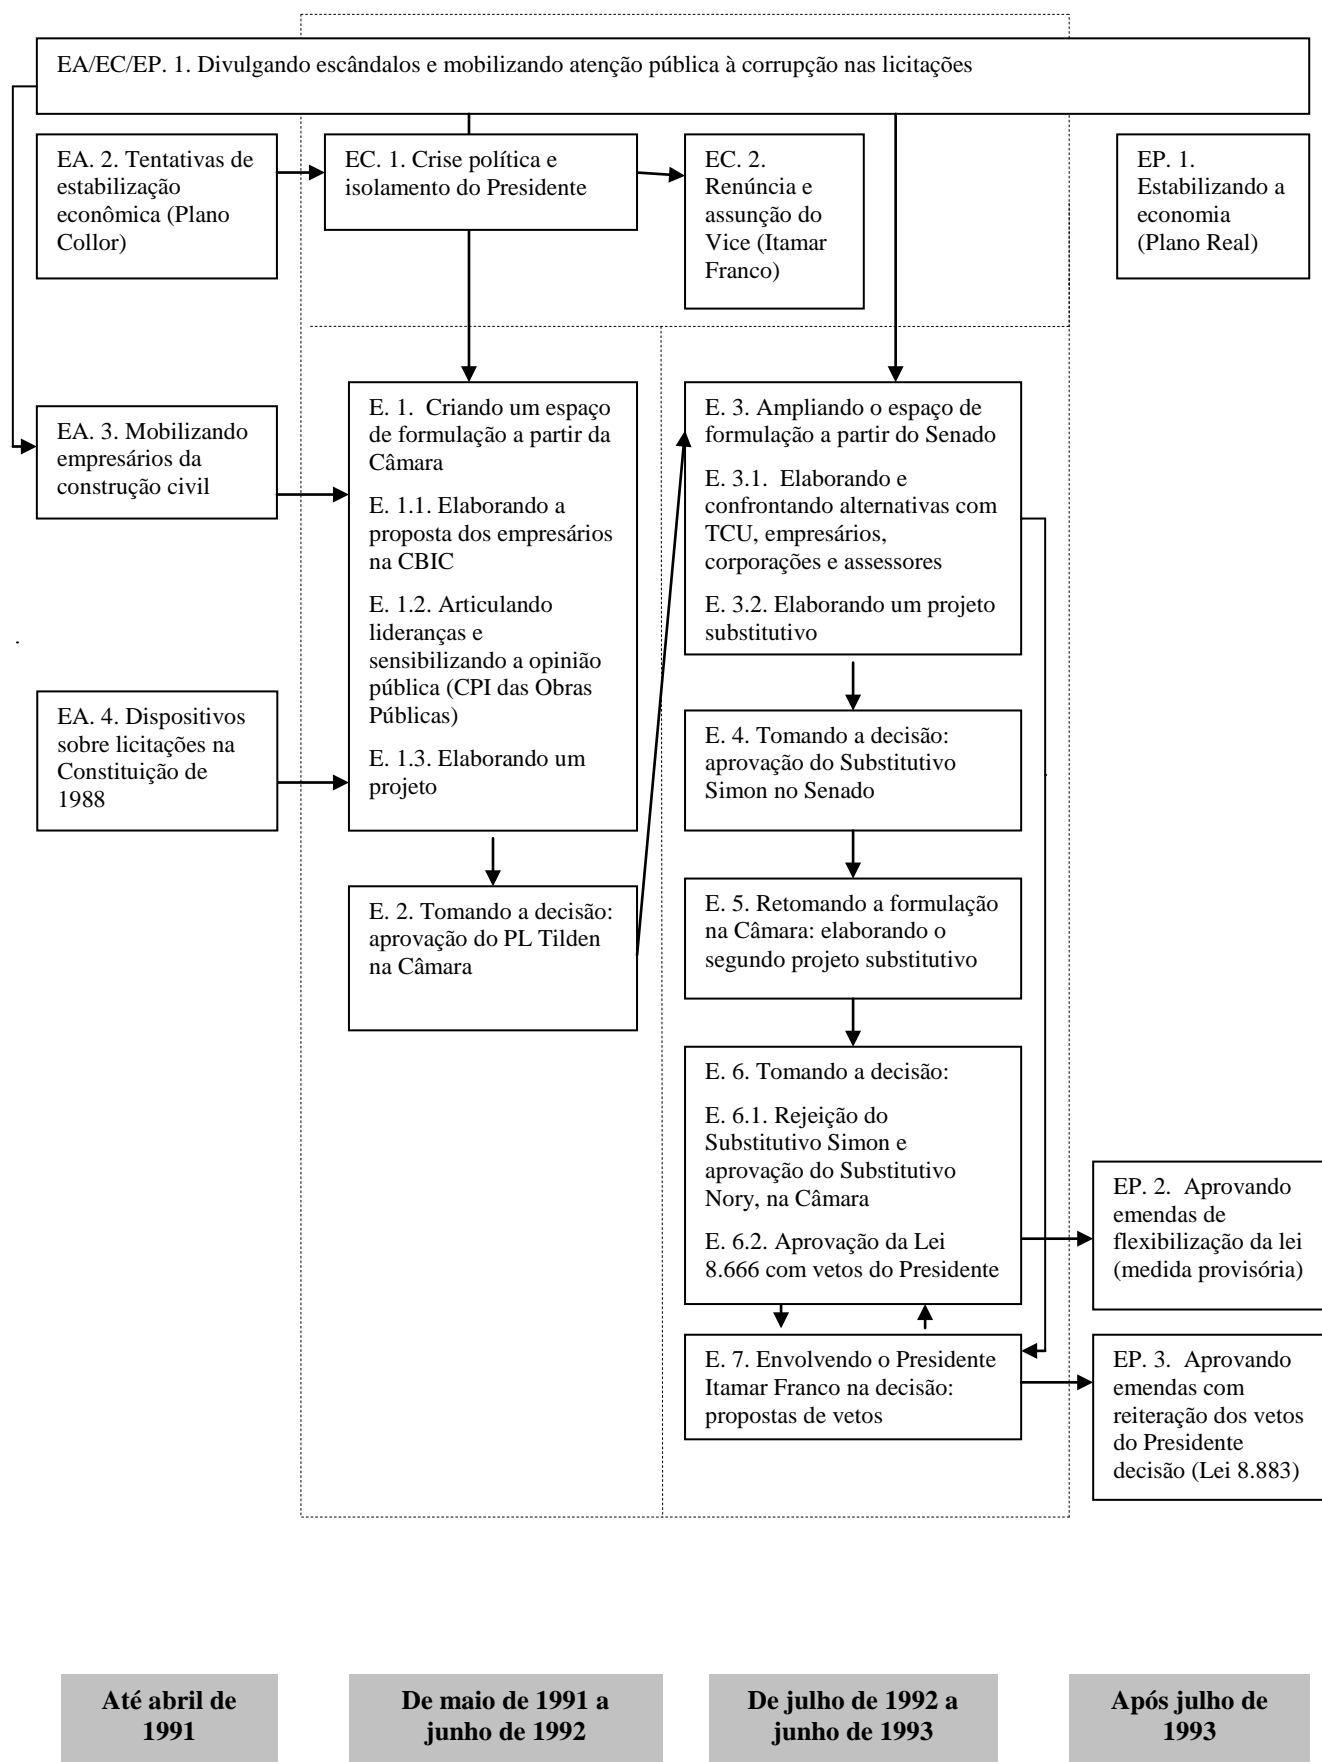 EA/EC/EP. 1. Divulgando escândalos e mobilizando atenção pública à corrupção nas licitações
EA. 2. Tentativas de
estabilização
econômica (Plano
Collor)
EC. 1. Crise política e
isolamento do Presidente
EC. 2.
Renúncia e
assunção do
Vice (Itamar
Franco)
EP. 1.
Estabilizando a
economia
(Plano Real)
EA. 3. Mobilizando
empresários da
construção civil
EA. 4. Dispositivos
sobre licitações na
Constituição de
1988
E. 1.  Criando um espaço
de formulação a partir da
Câmara
E. 1.1. Elaborando a
proposta dos empresários
na CBIC
E. 1.2. Articulando
lideranças e
sensibilizando a opinião
pública (CPI das Obras
Públicas)
E. 1.3. Elaborando um
projeto
E. 2. Tomando a decisão:
aprovação do PL Tilden
na Câmara
E. 3. Ampliando o espaço de
formulação a partir do Senado
E. 3.1.  Elaborando e
confrontando alternativas com
TCU, empresários,
corporações e assessores
E. 3.2. Elaborando um projeto
substitutivo
E. 4. Tomando a decisão:
aprovação do Substitutivo
Simon no Senado
E. 5. Retomando a formulação
na Câmara: elaborando o
segundo projeto substitutivo
E. 6. Tomando a decisão:
E. 6.1. Rejeição do
Substitutivo Simon e
aprovação do Substitutivo
Nory, na Câmara
E. 6.2. Aprovação da Lei
8.666 com vetos do Presidente
E. 7. Envolvendo o Presidente
Itamar Franco na decisão:
propostas de vetos
EP. 2.  Aprovando
emendas de
flexibilização da lei
(medida provisória)
EP. 3.  Aprovando
emendas com
reiteração dos vetos
do Presidente
decisão (Lei 8.883)
Até abril de
1991
De maio de 1991 a
junho de 1992
De julho de 1992 a
junho de 1993
Após julho de
1993